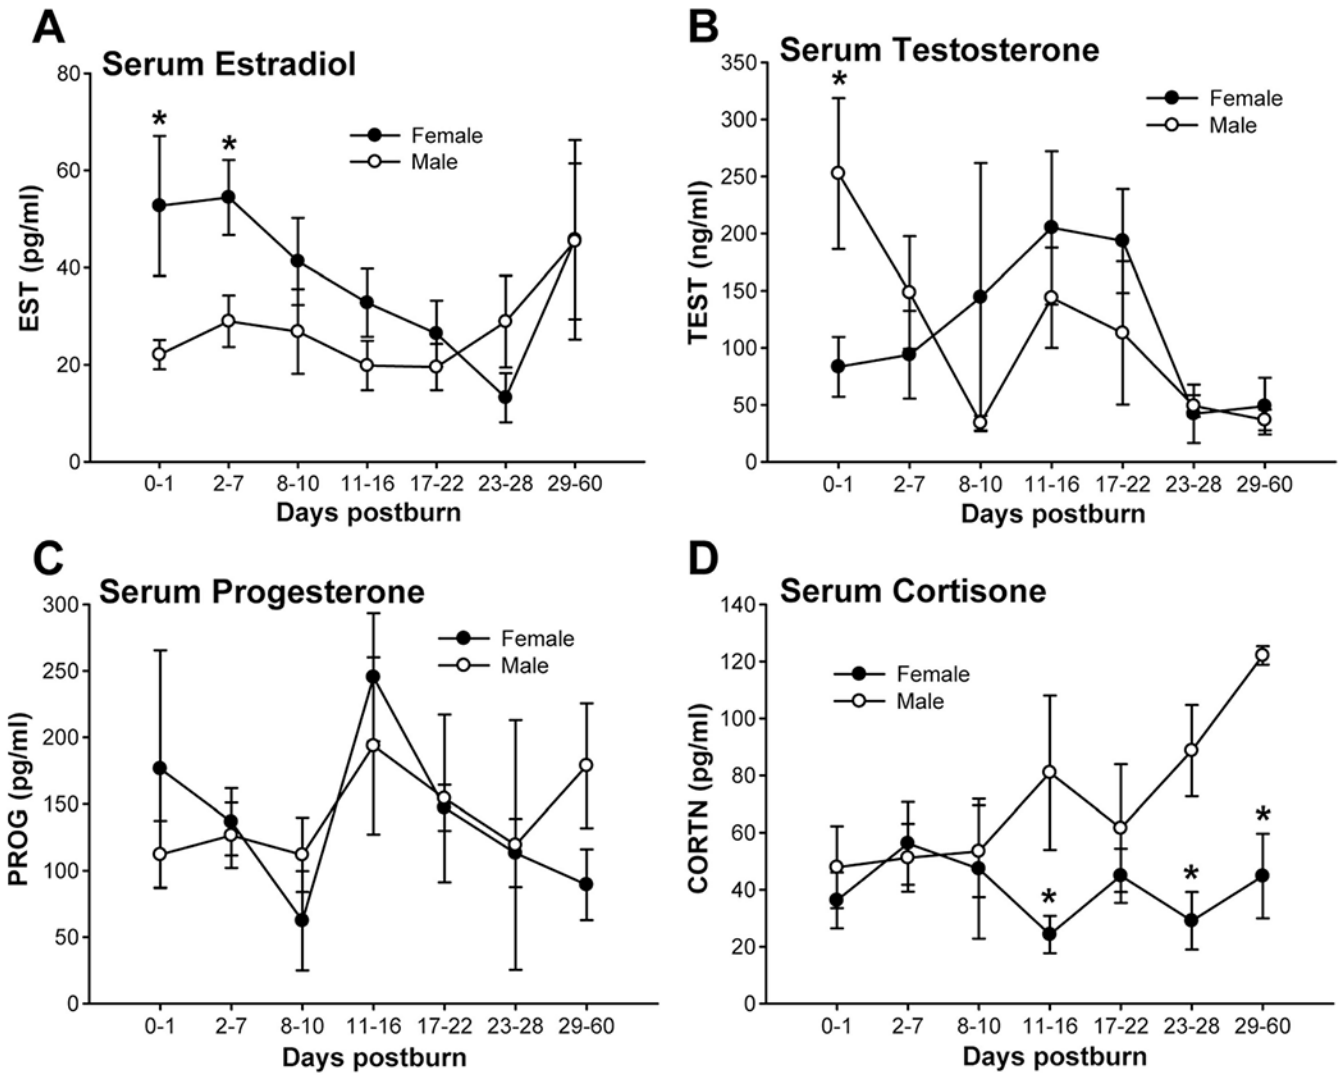 A
Serum Estradiol
80
60
40
20
0
EST (pg/ml)
*
*
Female
Male
0-1 2-7 8-10 11-16 17-22 23-28 29-60
Days postburn
B
Serum Testosterone
350
300
250
200
150
100
50
0
TEST (ng/ml)
*
Female
Male
0-1 2-7 8-10 11-16 17-22 23-28 29-60
Days postburn
C
Serum Progesterone
300
250
200
150
100
50
0
PROG (pg/ml)
Female
Male
0-1 2-7 8-10 11-16 17-22 23-28 29-60
Days postburn
D
Serum Cortisone
140
120
100
80
60
40
20
0
CORTN (pg/ml)
Female
Male
*
*
*
0-1 2-7 8-10 11-16 17-22 23-28 29-60
Days postburn